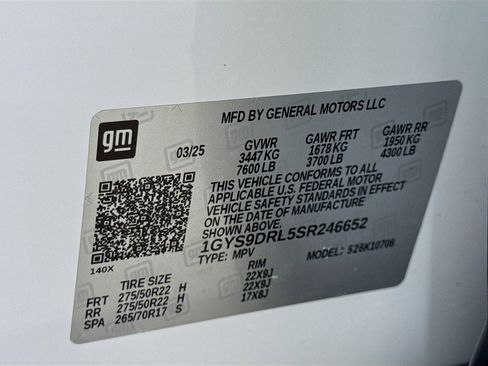 gm
MFD BY GENERAL MOTORS LLC
03/25 GVWR GAWR FRT GAWR RR
3447 KG 1678 KG 1950 KG
7600 LB 3700 LB 4300 LB
THIS VEHICLE CONFORMS TO ALL
APPLICABLE U.S. FEDERAL MOTOR
VEHICLE SAFETY STANDARDS IN EFFECT
ON THE DATE OF MANUFACTURE
SHOWN ABOVE.
1GYS9DRL5SR246652
TYPE: MPV MODEL: 526K10706
140X
TIRE SIZE RIM
FRT 275/50R22 H 22X9J
RR 275/50R22 H 22X9J
SPA 265/70R17 S 17X8J